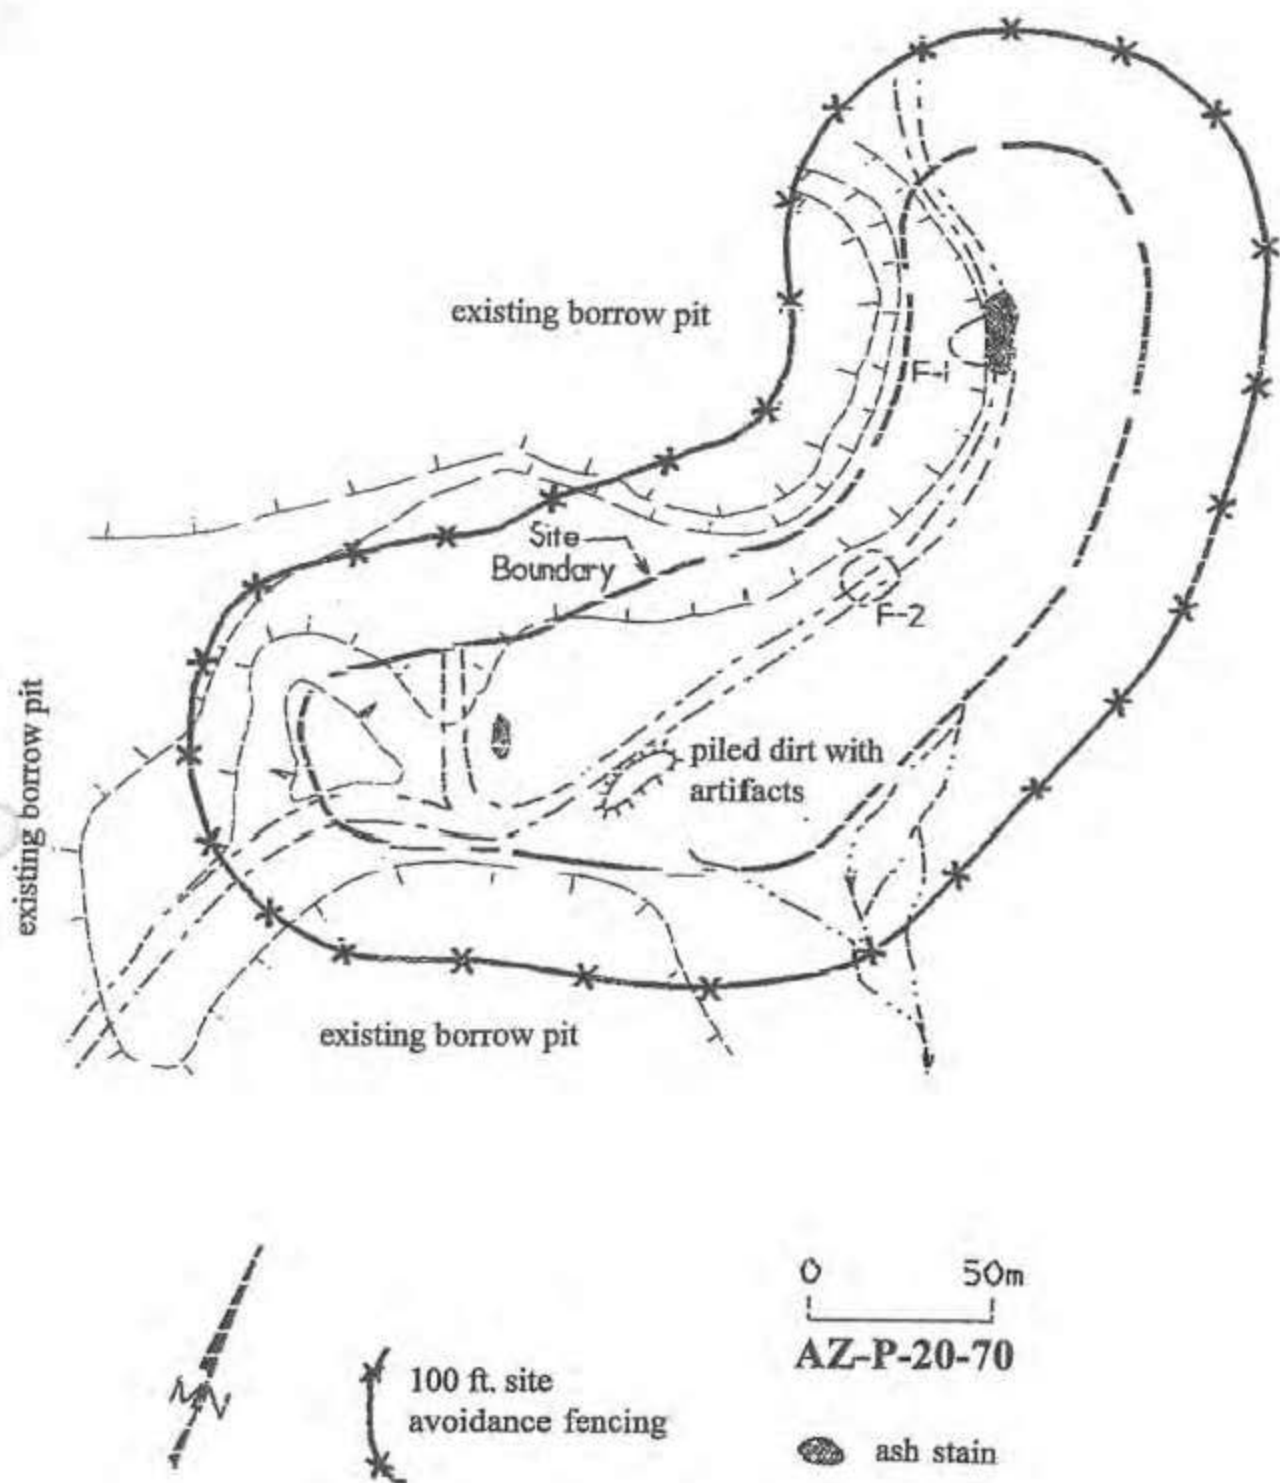 existing borrow pit
F-1
Site
Boundary
F-2
existing borrow pit
piled dirt with
artifacts
existing borrow pit
0 50m
AZ-P-20-70
MN
100 ft. site
avoidance fencing
ash stain